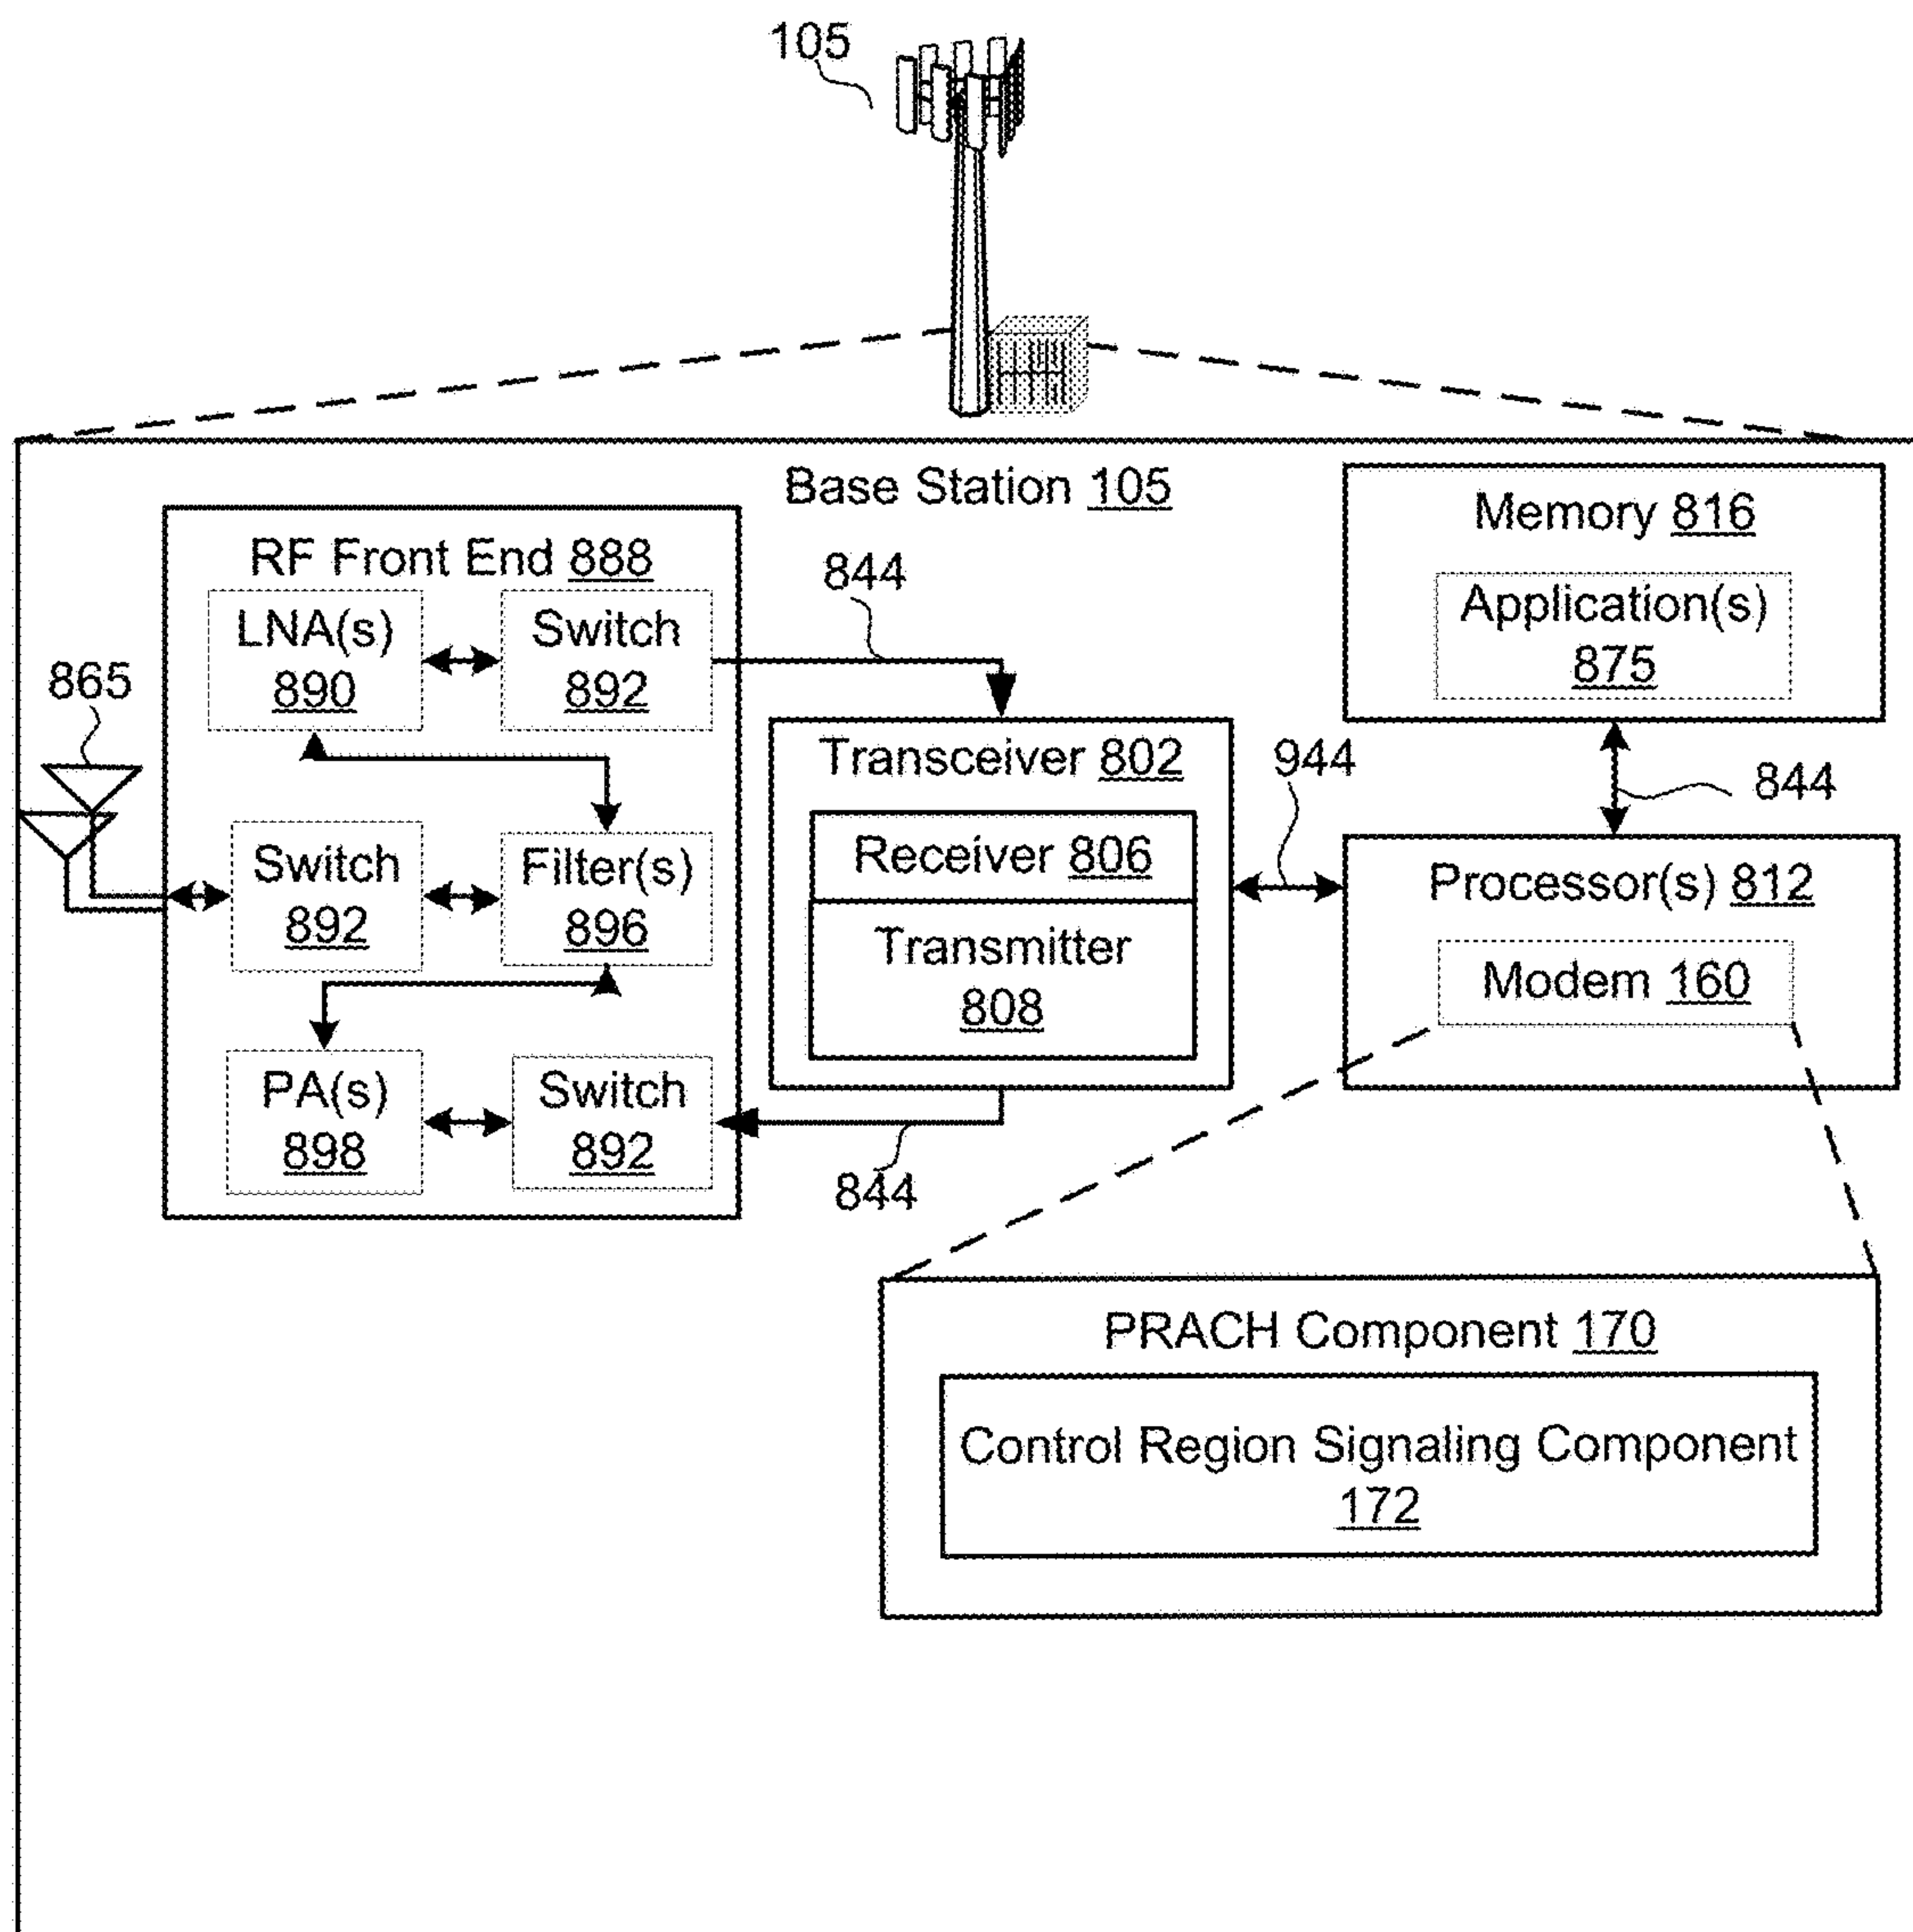 105
Base Station 105
RF Front End 888
LNA(s)
890
Switch
892
844
865
Switch
892
Filter(s)
896
PA(s)
898
Switch
892
844
Transceiver 802
Receiver 806
Transmitter
808
944
Memory 816
Application(s)
875
844
Processor(s) 812
Modem 160
PRACH Component 170
Control Region Signaling Component
172